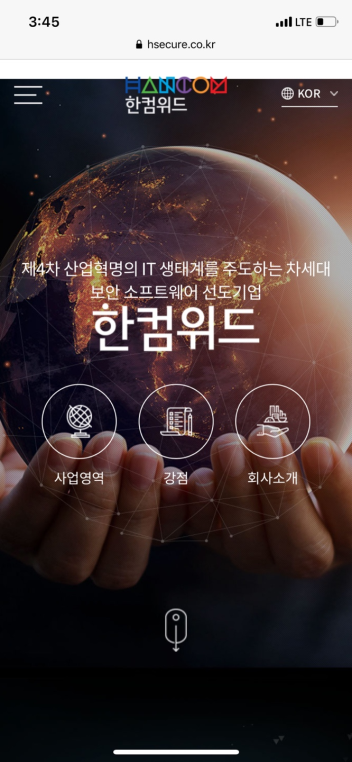 3:45
LTE
hsecure.co.kr
HANCOM
한컴위드
KOR
제4차 산업혁명의 IT 생태계를 주도하는 차세대
보안 소프트웨어 선도기업
한컴위드
사업영역 강점 회사소개